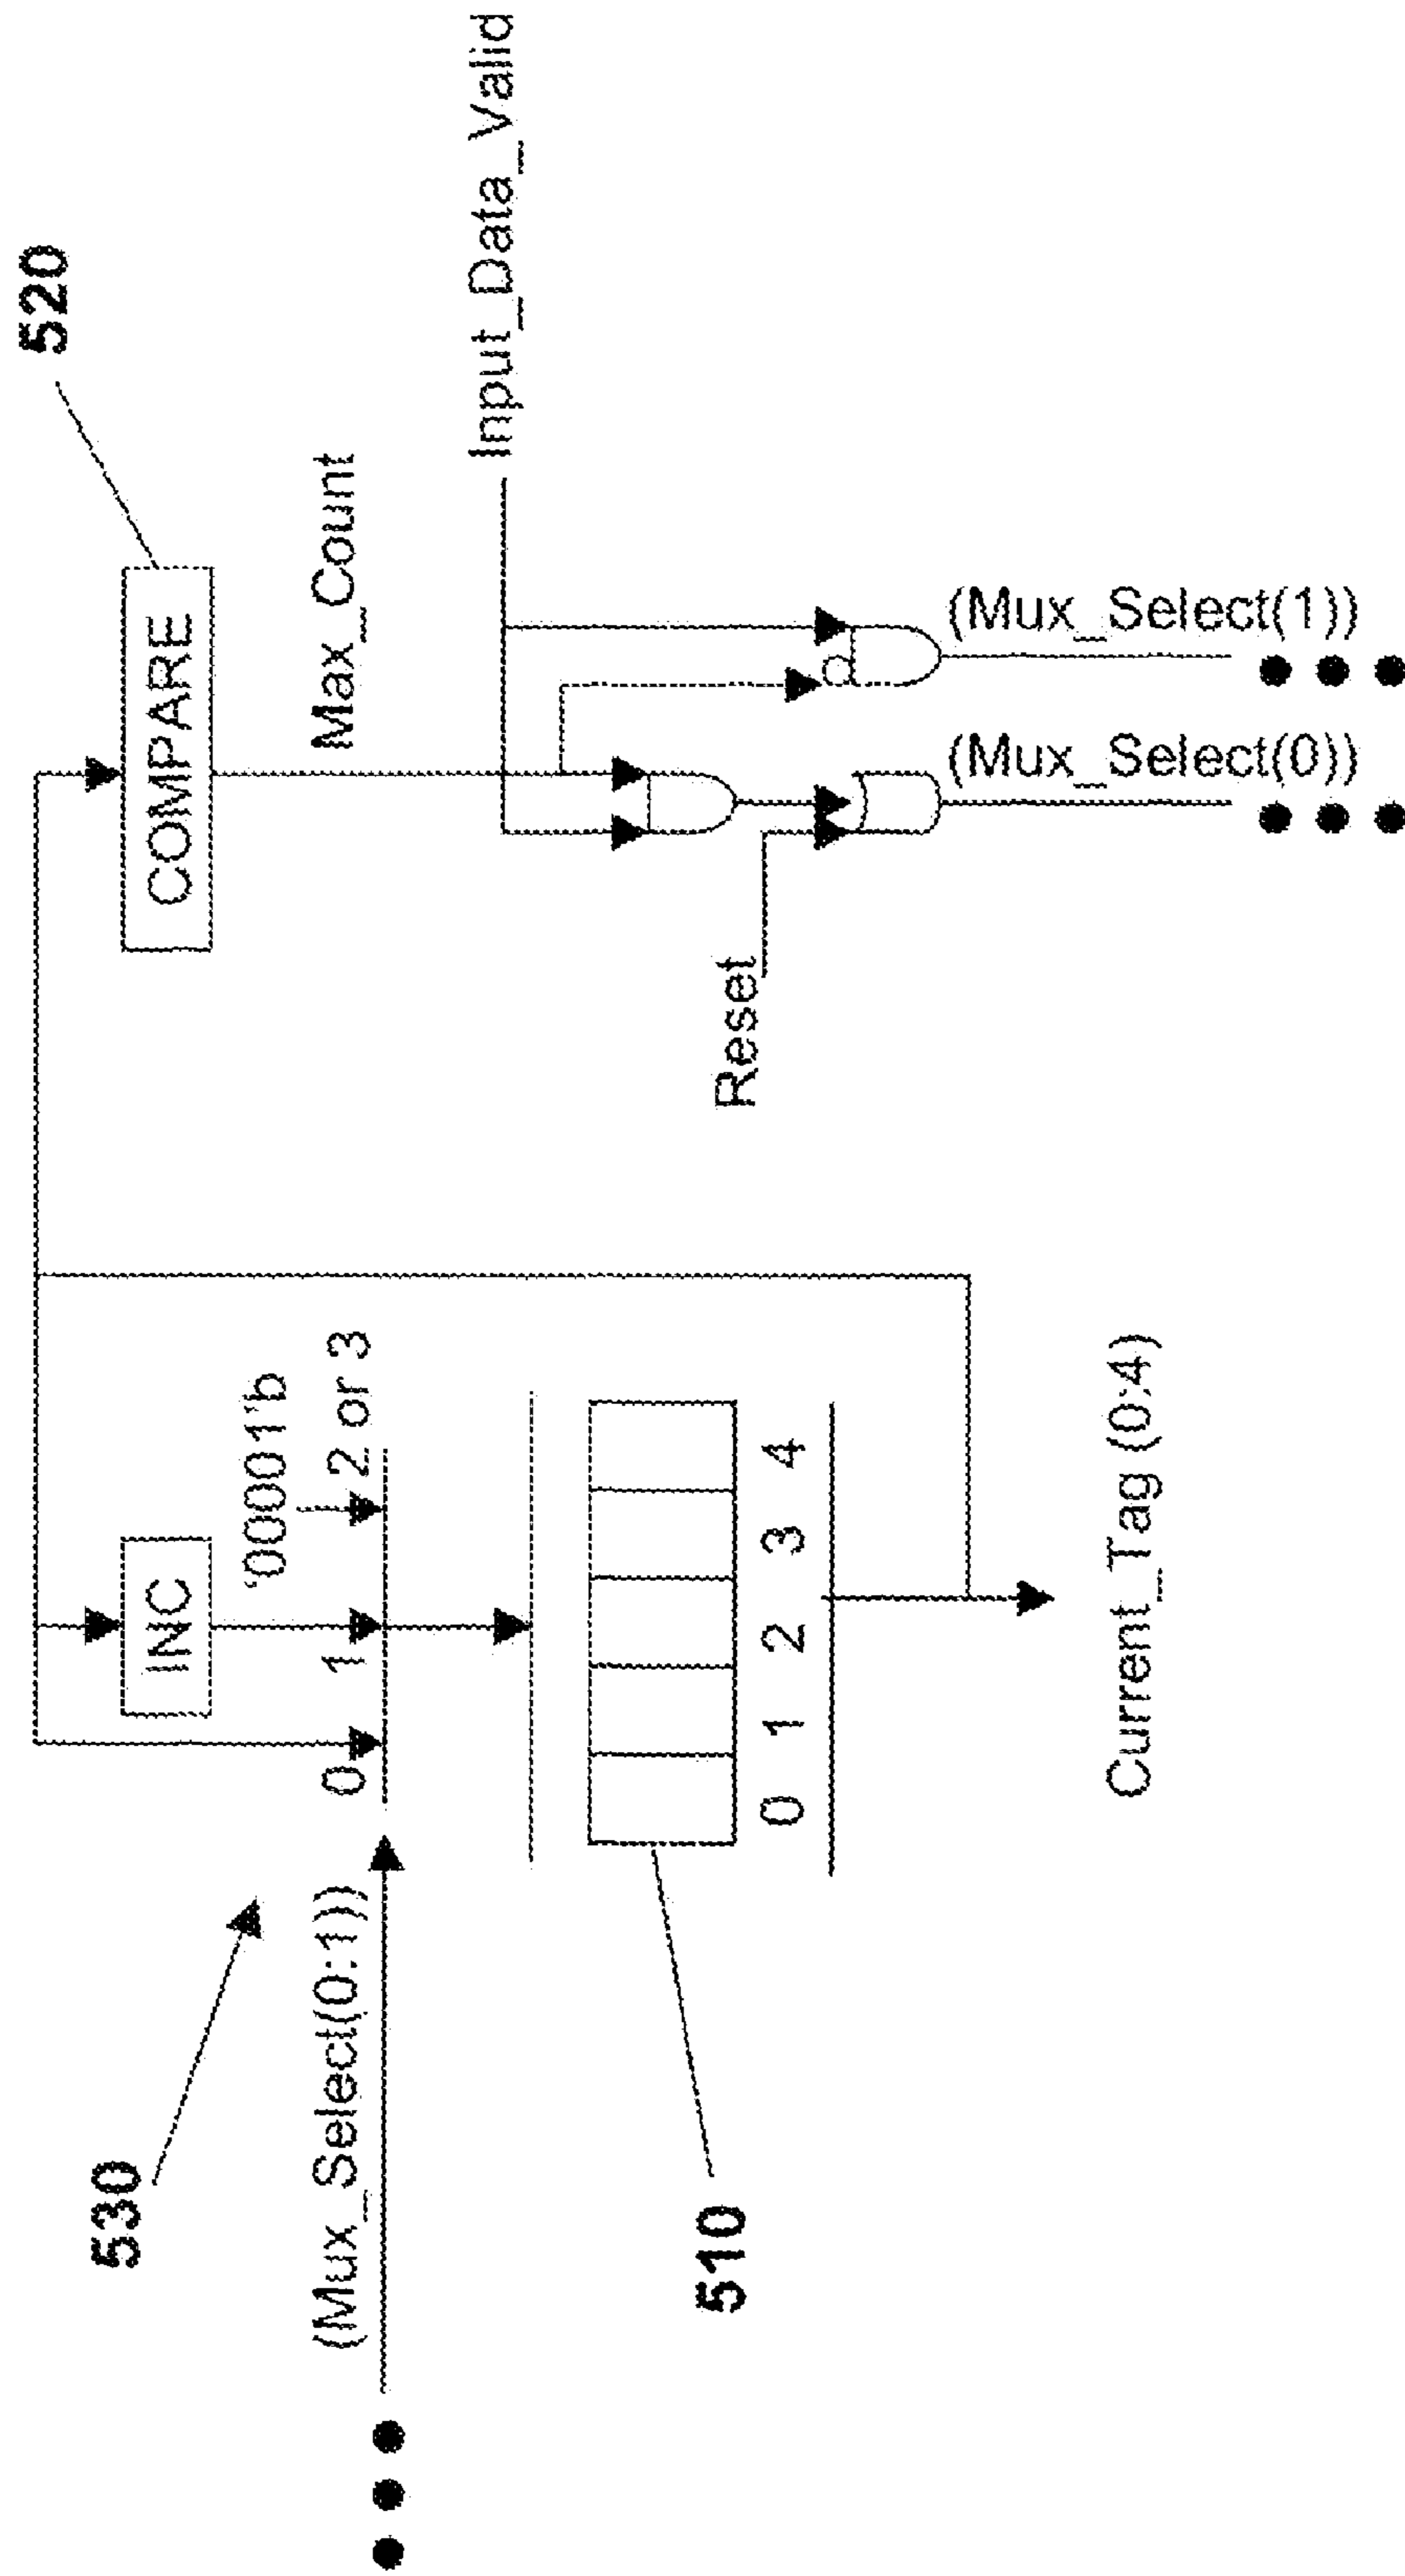 530
520
INC
COMPARE
'00001'b
Max_Count
(Mux_Select(0:1))
0
1
2 or 3
Input_Data_Valid
510
Reset
0 1 2 3 4
(Mux_Select(0))
(Mux_Select(1))
Current_Tag (0:4)